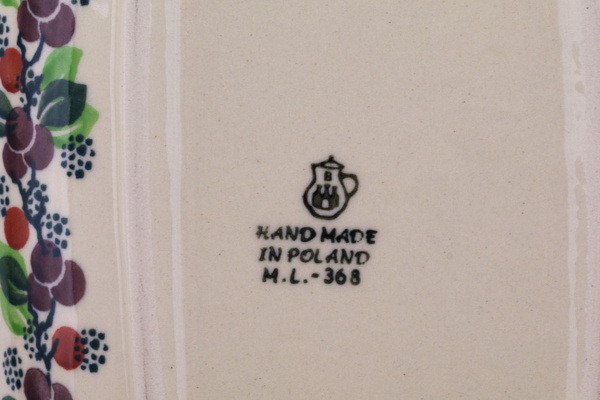 B
HAND MADE
IN POLAND
M.L.-368